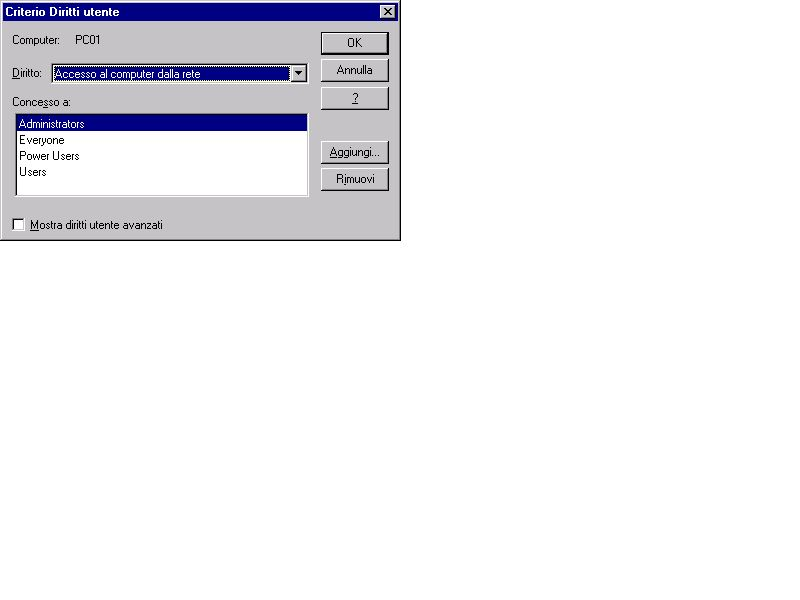 Criterio Diritti utente
Computer: PC01
OK
Diritto: Accesso al computer dalla rete
Annulla
?
Concesso a:
Administrators
Everyone
Power Users
Users
Aggiungi...
Rimuovi
Mostra diritti utente avanzati